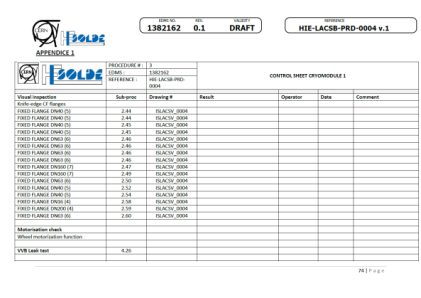 EDMS NO. REV. VALIDITY
1382162 0.1 DRAFT
REFERENCE
HIE-LACSB-PRD-0004 v.1
CERN
ISOLDE
APPENDICE 1
CERN ISOLDE
PROCEDURE # : 3
EDMS : 1382162
REFERENCE : HIE-LACSB-PRD-0004
CONTROL SHEET CRYOMODULE 1
Visual Inspection Sub-proc Drawing # Result Operator Date Comment
Knife-edge CF flanges
FIXED FLANGE DN40 (5) 2.44 ISLACSV_0004
FIXED FLANGE DN40 (5) 2.44 ISLACSV_0004
FIXED FLANGE DN40 (5) 2.45 ISLACSV_0004
FIXED FLANGE DN40 (5) 2.45 ISLACSV_0004
FIXED FLANGE DN63 (6) 2.46 ISLACSV_0004
FIXED FLANGE DN63 (6) 2.46 ISLACSV_0004
FIXED FLANGE DN63 (6) 2.46 ISLACSV_0004
FIXED FLANGE DN63 (6) 2.46 ISLACSV_0004
FIXED FLANGE DN160 (7) 2.47 ISLACSV_0004
FIXED FLANGE DN160 (7) 2.49 ISLACSV_0004
FIXED FLANGE DN63 (6) 2.50 ISLACSV_0004
FIXED FLANGE DN40 (5) 2.52 ISLACSV_0004
FIXED FLANGE DN40 (5) 2.54 ISLACSV_0004
FIXED FLANGE DN16 (4) 2.58 ISLACSV_0004
FIXED FLANGE DN200 (4) 2.59 ISLACSV_0004
FIXED FLANGE DN63 (6) 2.60 ISLACSV_0004
Motorisation check
Wheel motorization function
VVB Leak test 4.26
74 | P a g e